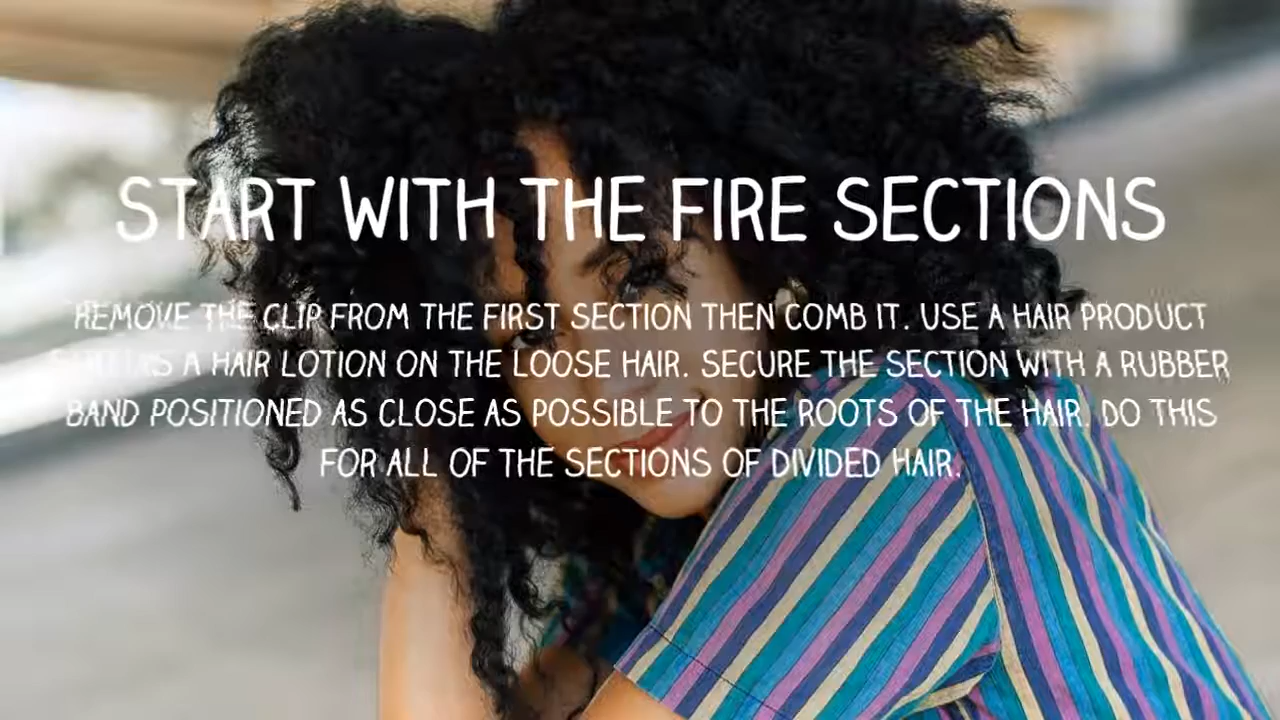 START WITH THE FIRE SECTIONS
REMOVE THE CLIP FROM THE FIRST SECTION THEN COMB IT. USE A HAIR PRODUCT
A HAIR LOTION ON THE LOOSE HAIR. SECURE THE SECTION WITH A RUBBER
BAND POSITIONED AS CLOSE AS POSSIBLE TO THE ROOTS OF THE HAIR. DO THIS
FOR ALL OF THE SECTIONS OF DIVIDED HAIR.